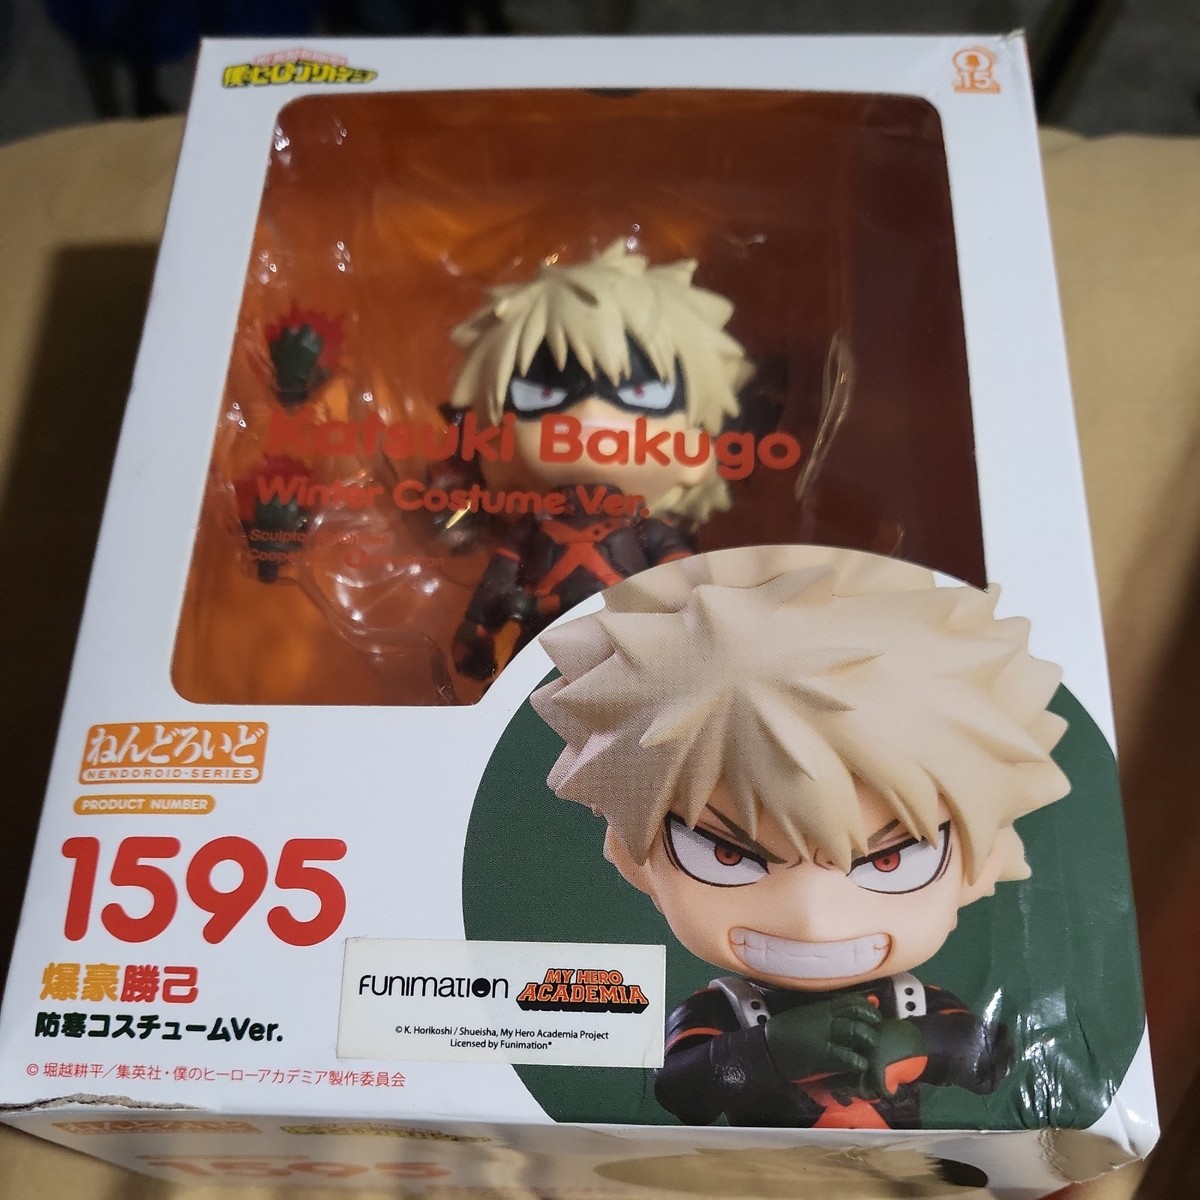 僕のヒーローアカデミア
15
Katsuki Bakugo
Winter Costume Ver.
ねんどろいど
NENDOROID·SERIES
PRODUCT NUMBER
1595
爆豪勝己
防寒コスチュームVer.
FUNIMATION
MY HERO
ACADEMIA
© K. Horikoshi / Shueisha, My Hero Academia Project
Licensed by Funimation®
© 堀越耕平／集英社・僕のヒーローアカデミア製作委員会
1595